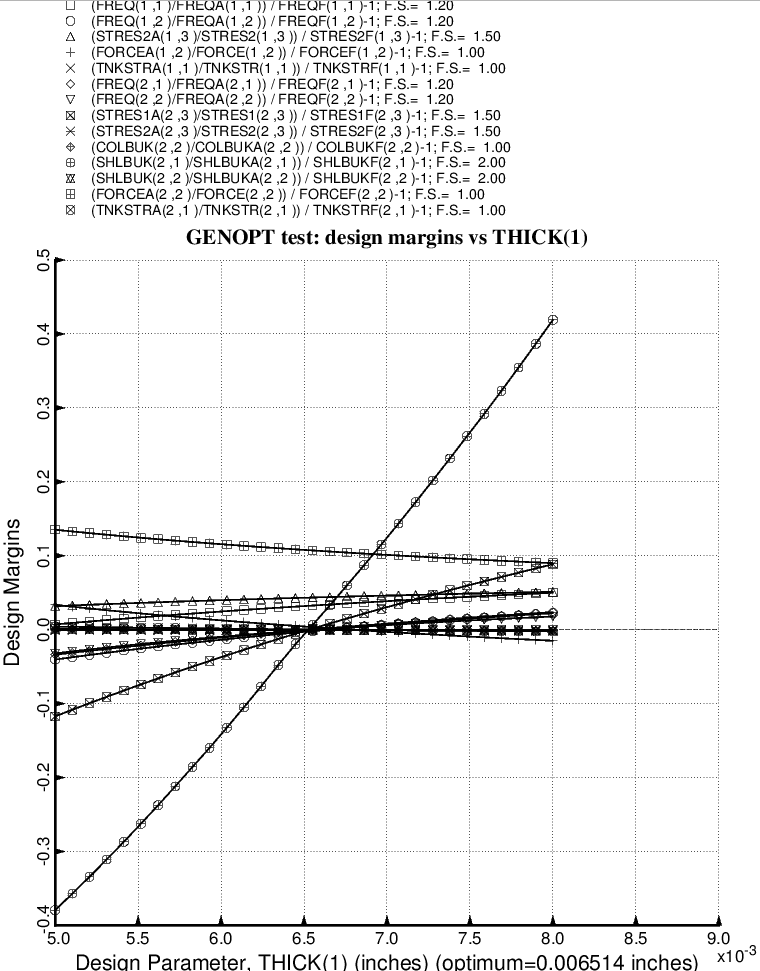 (FREQ(1 ,1 )/FREQA(1 ,1 )) / FREQF(1 ,1 )-1; F.S.= 1.20
(FREQ(1 ,2 )/FREQA(1 ,2 )) / FREQF(1 ,2 )-1; F.S.= 1.20
(STRES2A(1 ,3 )/STRES2(1 ,3 )) / STRES2F(1 ,3 )-1; F.S.= 1.50
(FORCEA(1 ,2 )/FORCE(1 ,2 )) / FORCEF(1 ,2 )-1; F.S.= 1.00
(TNKSTRA(1 ,1 )/TNKSTR(1 ,1 )) / TNKSTRF(1 ,1 )-1; F.S.= 1.00
(FREQ(2 ,1 )/FREQA(2 ,1 )) / FREQF(2 ,1 )-1; F.S.= 1.20
(FREQ(2 ,2 )/FREQA(2 ,2 )) / FREQF(2 ,2 )-1; F.S.= 1.20
(STRES1A(2 ,3 )/STRES1(2 ,3 )) / STRES1F(2 ,3 )-1; F.S.= 1.50
(STRES2A(2 ,3 )/STRES2(2 ,3 )) / STRES2F(2 ,3 )-1; F.S.= 1.50
(COLBUK(2 ,2 )/COLBUKA(2 ,2 )) / COLBUKF(2 ,2 )-1; F.S.= 1.00
(SHLBUK(2 ,1 )/SHLBUKA(2 ,1 )) / SHLBUKF(2 ,1 )-1; F.S.= 2.00
(SHLBUK(2 ,2 )/SHLBUKA(2 ,2 )) / SHLBUKF(2 ,2 )-1; F.S.= 2.00
(FORCEA(2 ,2 )/FORCE(2 ,2 )) / FORCEF(2 ,2 )-1; F.S.= 1.00
(TNKSTRA(2 ,1 )/TNKSTR(2 ,1 )) / TNKSTRF(2 ,1 )-1; F.S.= 1.00
GENOPT test: design margins vs THICK(1)
0.5
0.4
0.3
0.2
0.1
0.0
-0.1
-0.2
-0.3
-0.4
Design Margins
5.0 5.5 6.0 6.5 7.0 7.5 8.0 8.5 9.0
x10⁻³
Design Parameter, THICK(1) (inches) (optimum=0.006514 inches)